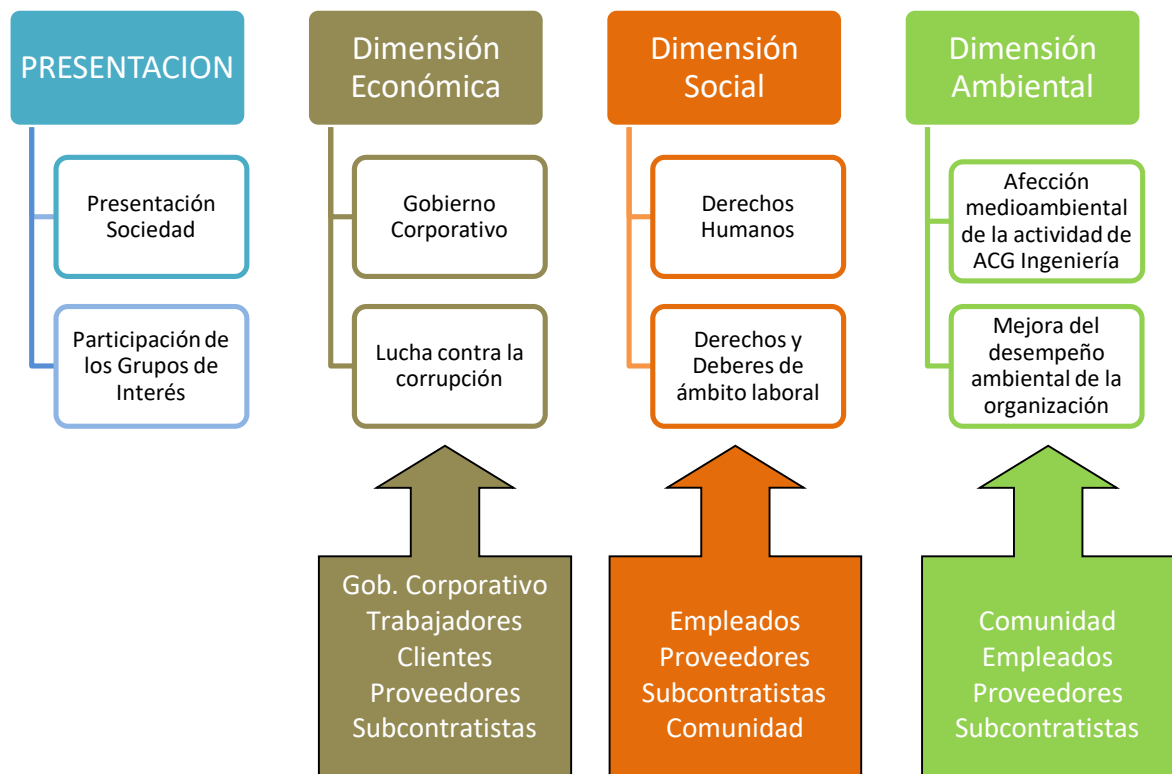 PRESENTACION
Presentación
Sociedad
Participación de
los Grupos de
Interés
Dimensión
Económica
Gobierno
Corporativo
Lucha contra la
corrupción
Gob. Corporativo
Trabajadores
Clientes
Proveedores
Subcontratistas
Dimensión
Social
Derechos
Humanos
Derechos y
Deberes de
ámbito laboral
Empleados
Proveedores
Subcontratistas
Comunidad
Dimensión
Ambiental
Afección
medioambiental
de la actividad de
ACG Ingeniería
Mejora del
desempeño
ambiental de la
organización
Comunidad
Empleados
Proveedores
Subcontratistas